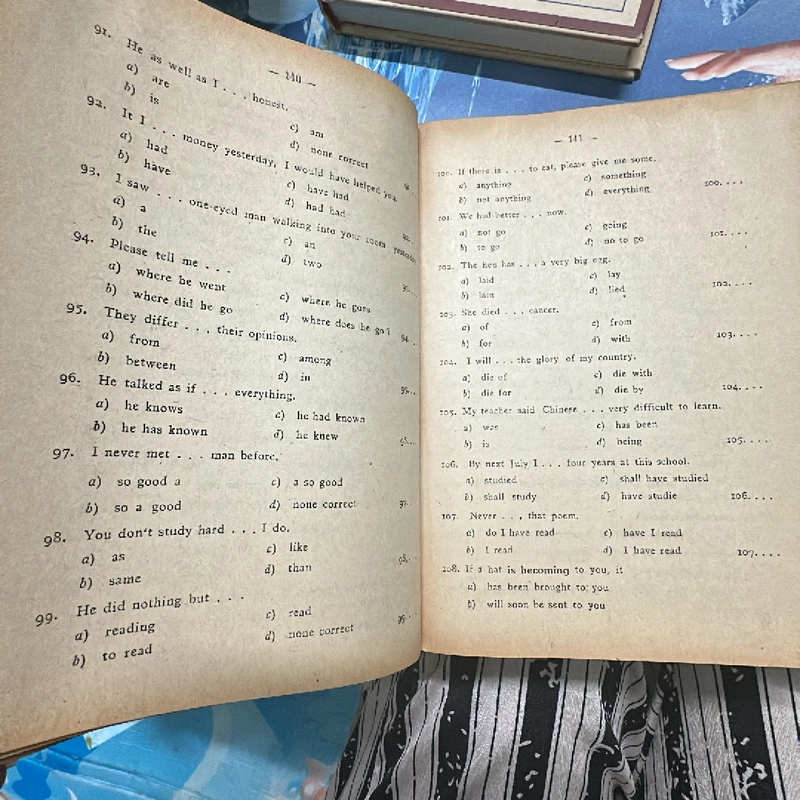 — 140 —
91. He as well as I . . . honest.
a) are c) am
b) is d) none correct
92. If I . . . money yesterday, I would have helped you.
a) had c) have had
b) have d) had had
93. I saw . . . one-eyed man walking into your room yesterday
a) a c) an
b) the d) two
94. Please tell me . . .
a) where he went c) where he goes
b) where did he go d) where does he go
95. They differ . . . their opinions.
a) from c) among
b) between d) in
96. He talked as if . . . everything.
a) he knows c) he had known
b) he has known d) he knew
97. I never met . . . man before.
a) so good a c) a so good
b) so a good d) none correct
98. You don't study hard . . . I do.
a) as c) like
b) same d) than
99. He did nothing but . . .
a) reading c) read
b) to read d) none correct
— 141 —
100. If there is . . . to eat, please give me some.
a) anything c) something
b) not anything d) everything 100. . . .
101. We had better . . . now.
a) not go c) going
b) to go d) no to go 101. . . .
102. The hen has . . . a very big egg.
a) laid c) lay
b) lain d) lied 102. . . .
103. She died . . . cancer.
a) of c) from
b) for d) with 103. . . .
104. I will . . . the glory of my country.
a) die of c) die with
b) die for d) die by 104. . . .
105. My teacher said Chinese . . . very difficult to learn.
a) was c) has been
b) is d) being 105. . . .
106. By next July I . . . four years at this school.
a) studied c) shall have studied
b) shall study d) have studie 106. . . .
107. Never . . . that poem.
a) do I have read c) have I read
b) I read d) I have read 107. . . .
108. If a hat is becoming to you, it
a) has been brought to you
b) will soon be sent to you